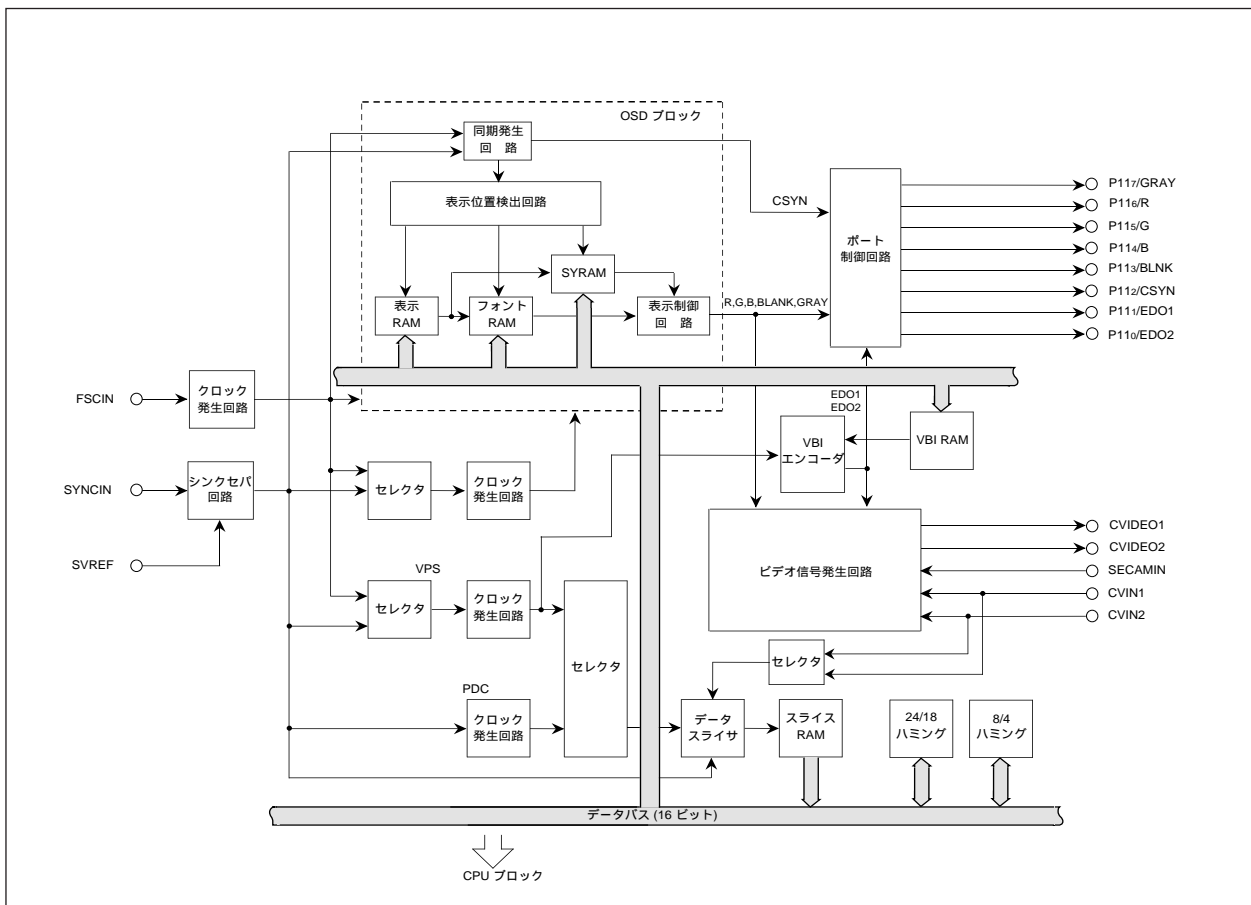 OSD ブロック
同期発生
回 路
表示位置検出回路
CSYN
ポート
制御回路
P117/GRAY
P116/R
P115/G
P114/B
P113/BLNK
P112/CSYN
P111/EDO1
P110/EDO2
SYRAM
表示
RAM
フォント
RAM
表示制御
回 路
R,G,B,BLANK,GRAY
FSCIN
クロック
発生回路
EDO1
EDO2
VBI
エンコーダ
VBI RAM
SYNCIN
シンクセパ
回路
セレクタ
クロック
発生回路
SVREF
CVIDEO1
CVIDEO2
SECAMIN
CVIN1
CVIN2
ビデオ信号発生回路
VPS
セレクタ
クロック
発生回路
セレクタ
セレクタ
PDC
クロック
発生回路
データ
スライサ
スライス
RAM
24/18
ハミング
8/4
ハミング
データバス (16 ビット)
CPU ブロック